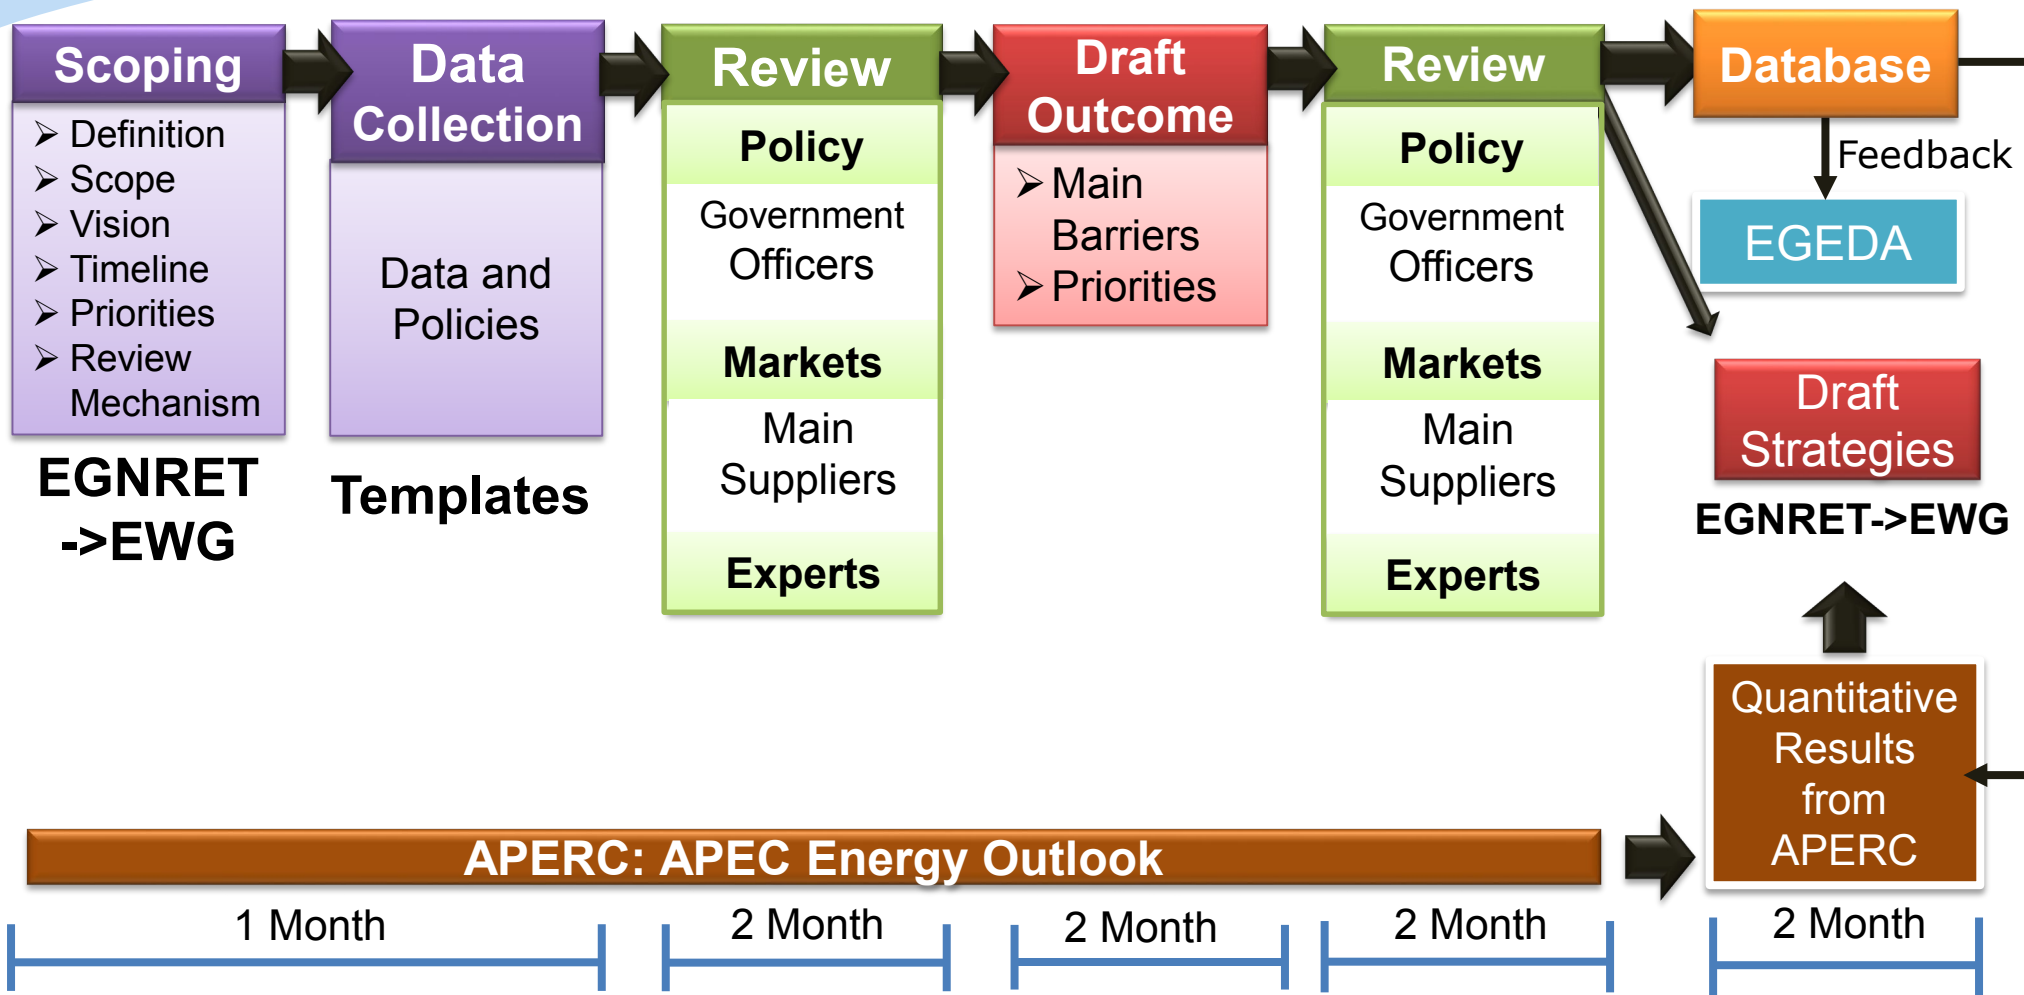 Scoping
Definition
Scope
Vision
Timeline
Priorities
Review
Mechanism
EGNRET
->EWG
Data
Collection
Data and
Policies
Templates
Review
Policy
Government
Officers
Markets
Main
Suppliers
Experts
Draft
Outcome
Main
Barriers
Priorities
Review
Policy
Government
Officers
Markets
Main
Suppliers
Experts
Database
Feedback
EGEDA
Draft
Strategies
EGNRET->EWG
Quantitative
Results
from
APERC
APERC: APEC Energy Outlook
1 Month
2 Month
2 Month
2 Month
2 Month